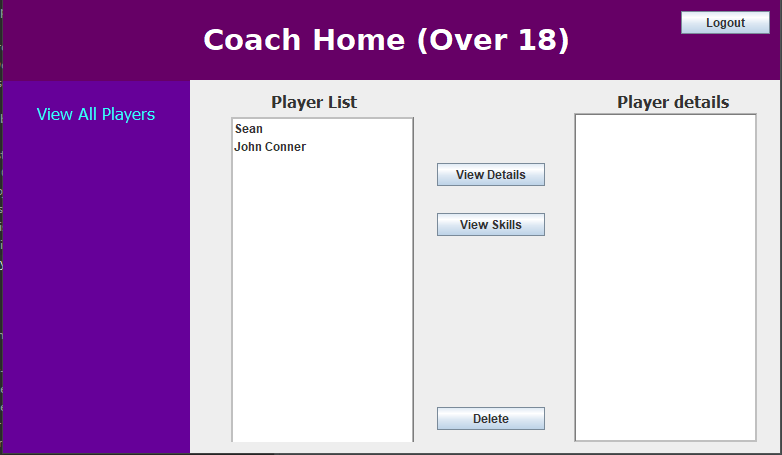 Coach Home (Over 18)
Logout
View All Players
Player List
Player details
Sean
John Conner
View Details
View Skills
Delete